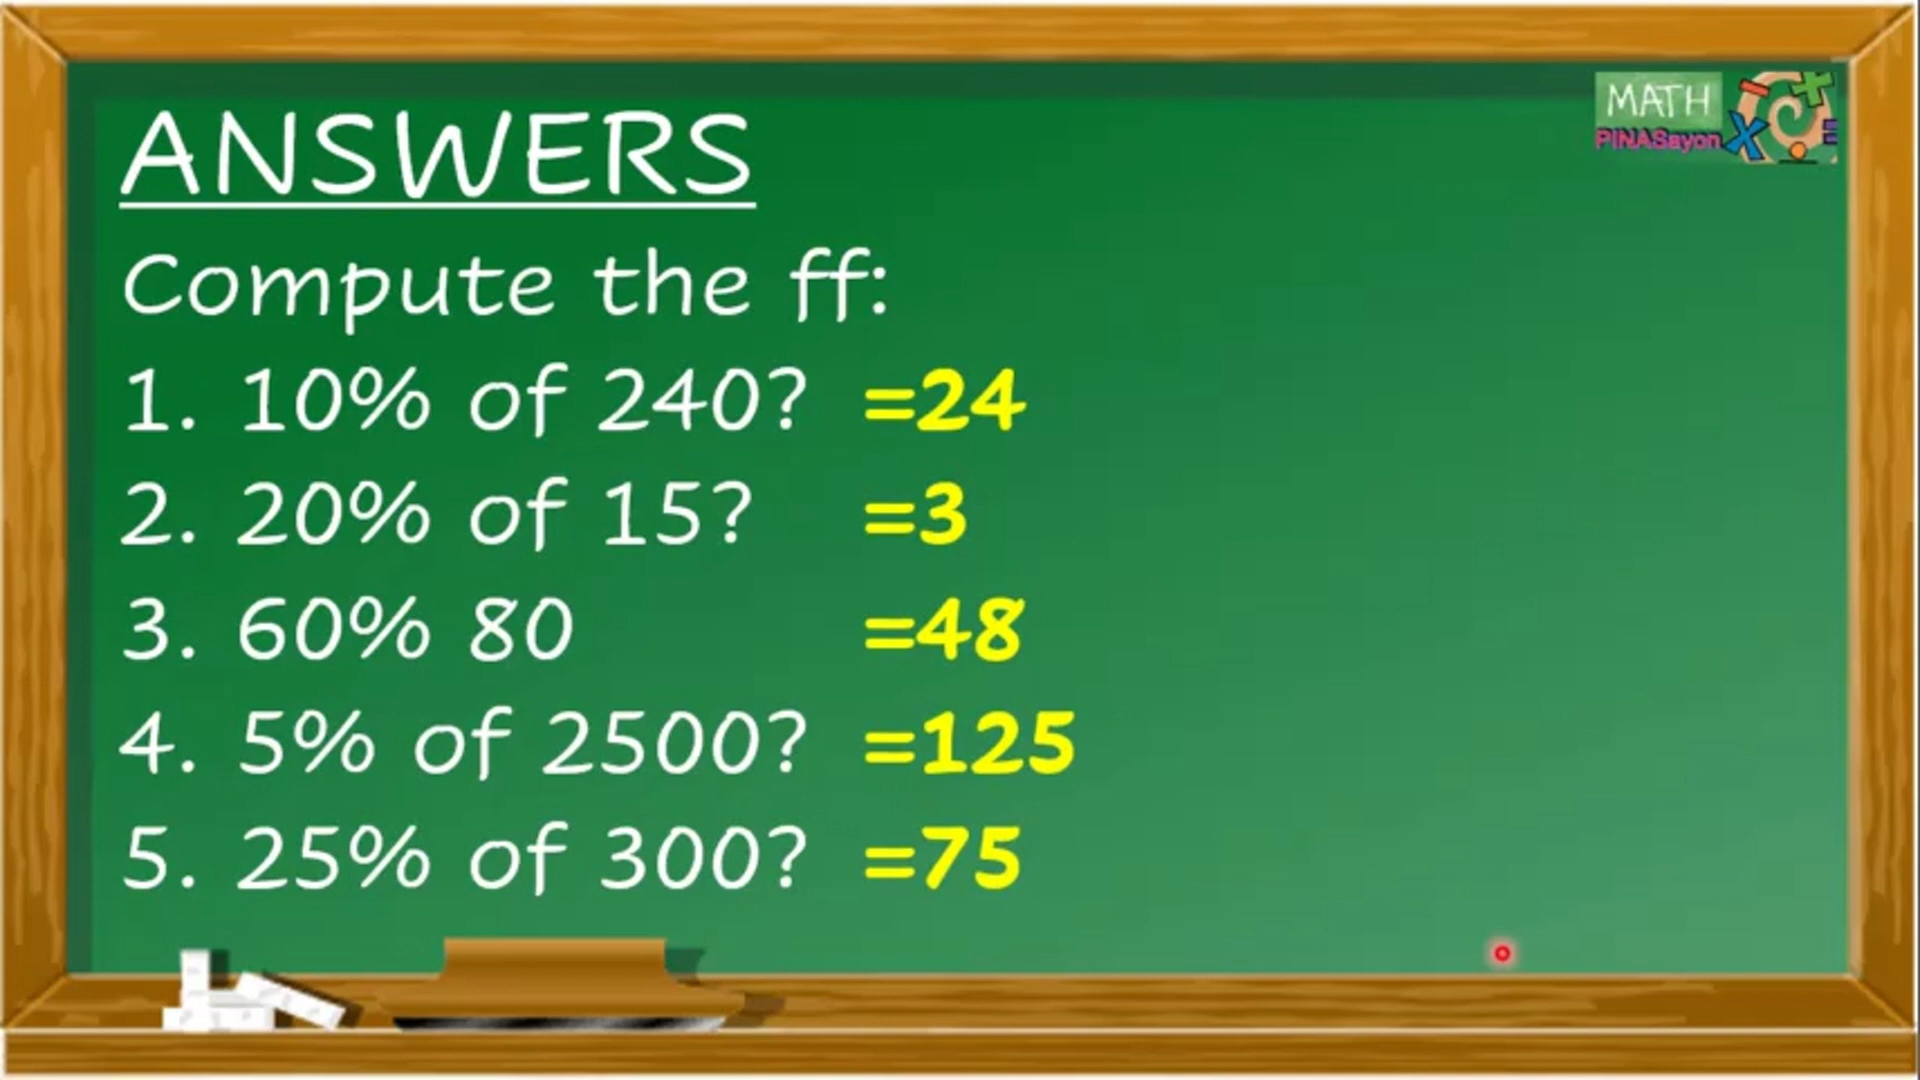 MATH
PINASayon
ANSWERS
Compute the ff:
1. 10% of 240? =24
2. 20% of 15? =3
3. 60% 80 =48
4. 5% of 2500? =125
5. 25% of 300? =75